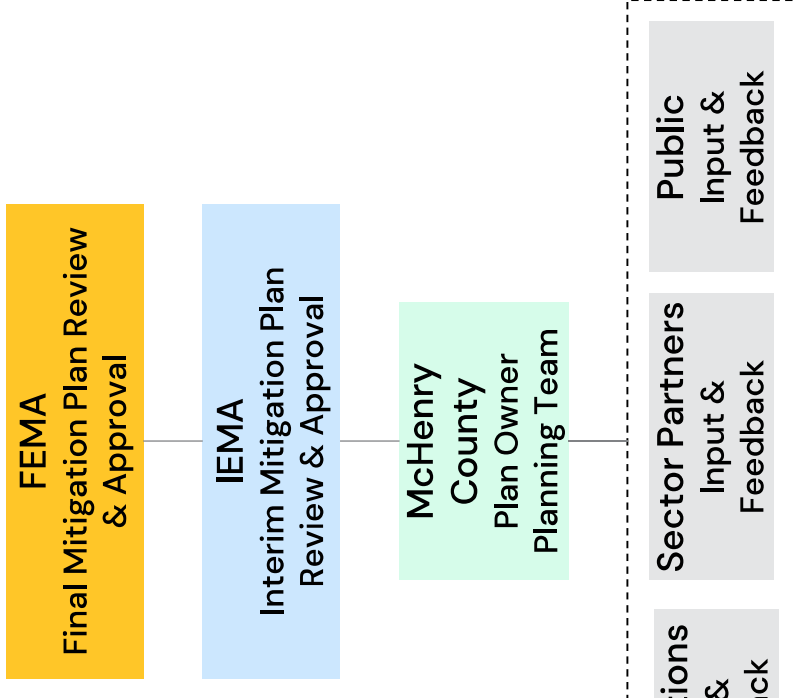 FEMA
Final Mitigation Plan Review
& Approval
IEMA
Interim Mitigation Plan
Review & Approval
McHenry
County
Plan Owner
Planning Team
Public
Input &
Feedback
Sector Partners
Input &
Feedback
&